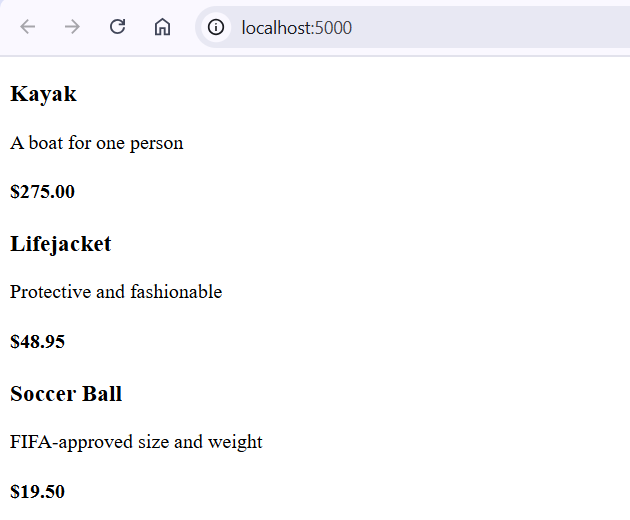 localhost:5000
Kayak
A boat for one person
$275.00
Lifejacket
Protective and fashionable
$48.95
Soccer Ball
FIFA-approved size and weight
$19.50